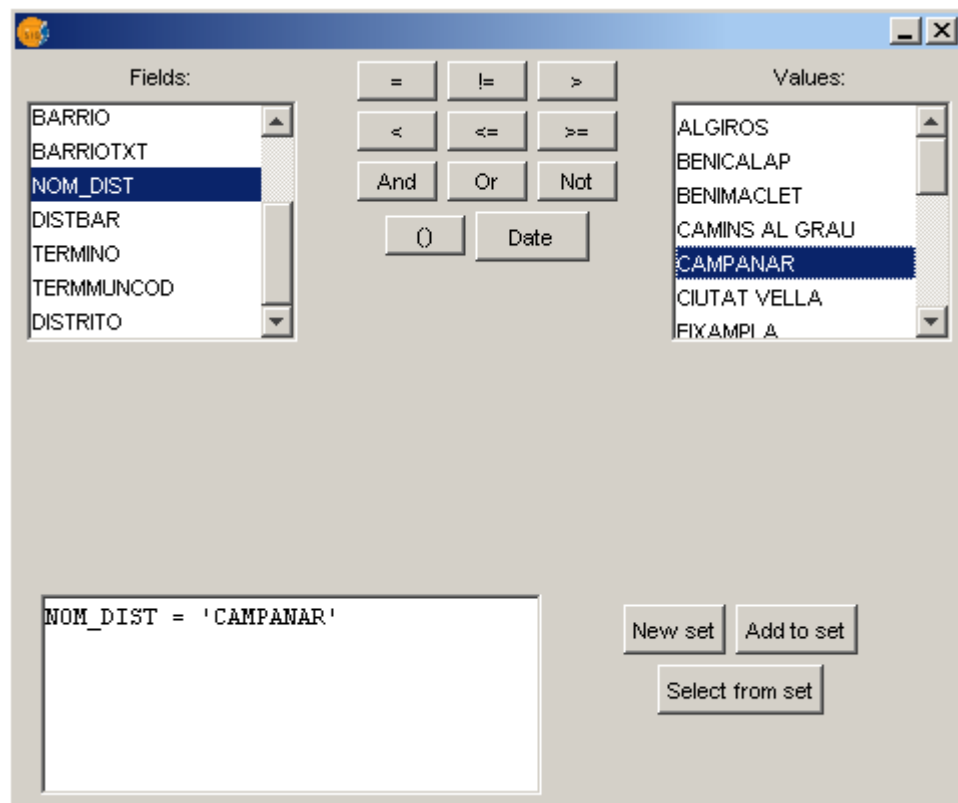 Fields:
BARRIO
BARRIOTXT
NOM_DIST
DISTBAR
TERMINO
TERMMUNCOD
DISTRITO
= != >
< <= >=
And Or Not
() Date
Values:
ALGIROS
BENICALAP
BENIMACLET
CAMINS AL GRAU
CAMPANAR
CIUTAT VELLA
EIXAMPLA
NOM_DIST = 'CAMPANAR'
New set Add to set
Select from set